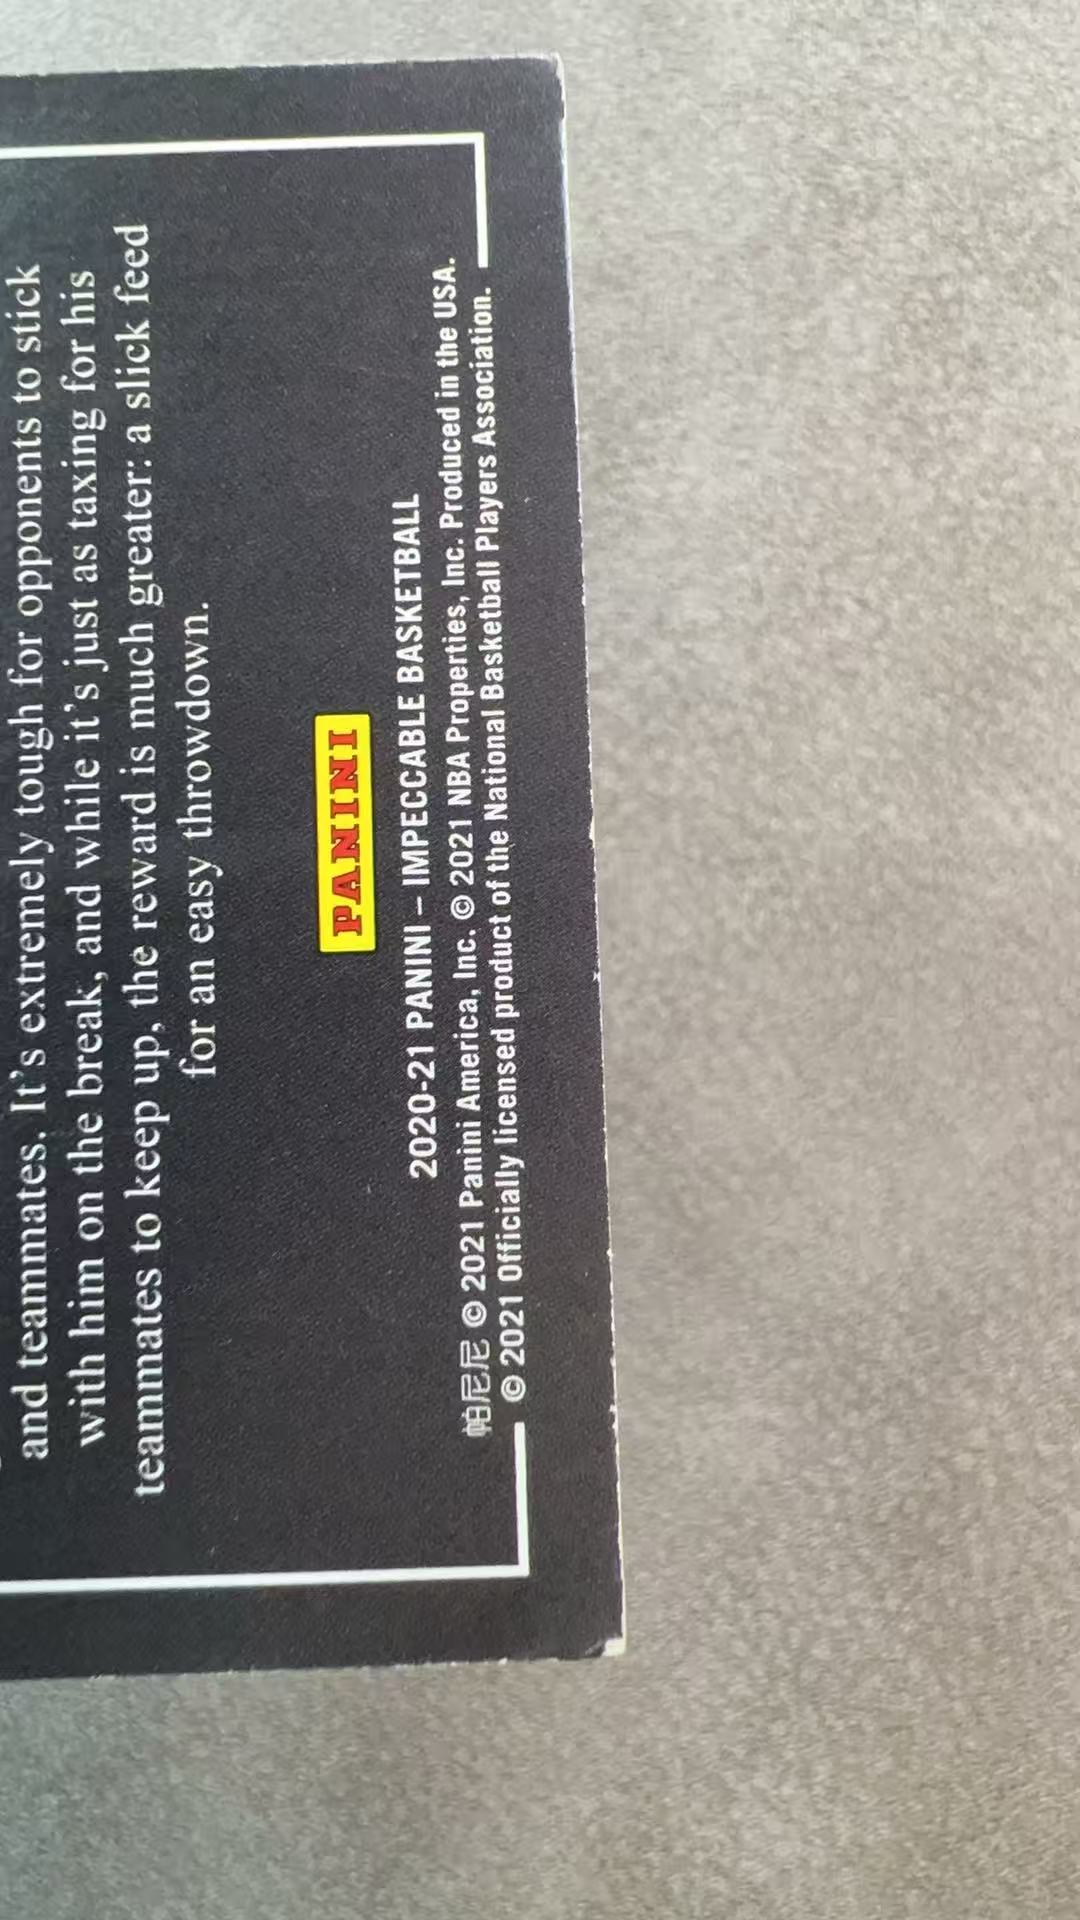 and teammates. It's extremely tough for opponents to stick
with him on the break, and while it's just as taxing for his
teammates to keep up, the reward is much greater: a slick feed
for an easy throwdown.
PANINI
2020-21 PANINI – IMPECCABLE BASKETBALL
帕尼尼 © 2021 Panini America, Inc. © 2021 NBA Properties, Inc. Produced in the USA.
© 2021 Officially licensed product of the National Basketball Players Association.